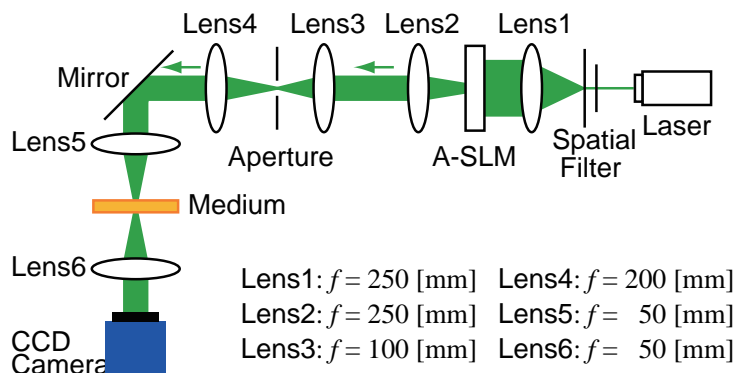 Lens4 Lens3 Lens2 Lens1
Mirror
Laser
Lens5
Aperture
A-SLM
Spatial
Filter
Medium
Lens6
Lens1: f = 250 [mm] Lens4: f = 200 [mm]
Lens2: f = 250 [mm] Lens5: f = 50 [mm]
Lens3: f = 100 [mm] Lens6: f = 50 [mm]
CCD
Camera